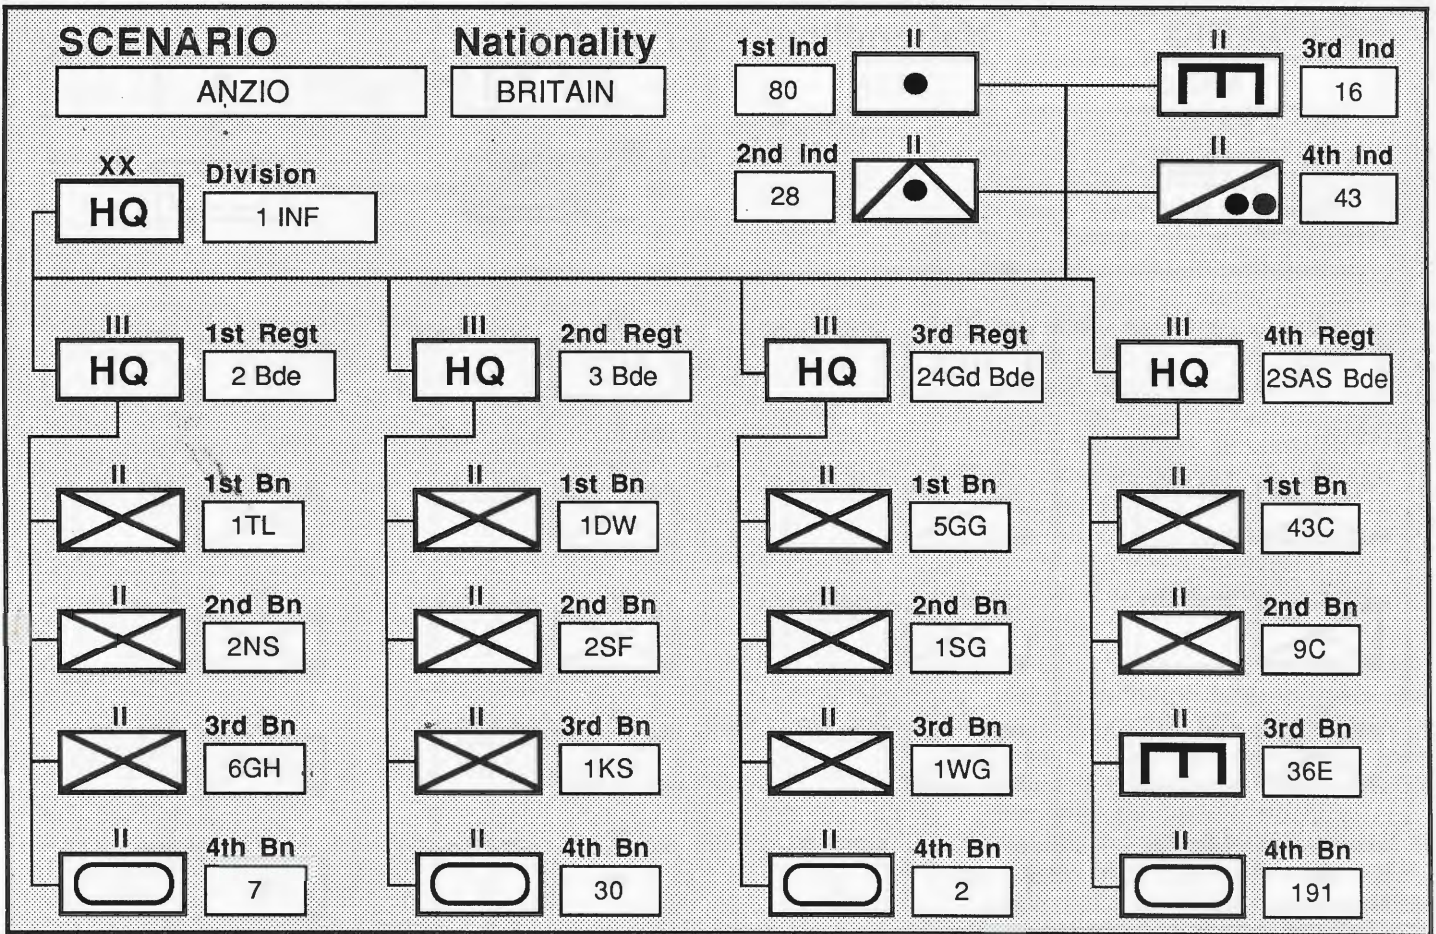 SCENARIO
ANZIO
Nationality
BRITAIN
1st Ind
80
II
II
3rd Ind
16
2nd Ind
28
II
II
4th Ind
43
XX
HQ
Division
1 INF
III
HQ
1st Regt
2 Bde
III
HQ
2nd Regt
3 Bde
III
HQ
3rd Regt
24Gd Bde
III
HQ
4th Regt
2SAS Bde
II
1st Bn
1TL
II
1st Bn
1DW
II
1st Bn
5GG
II
1st Bn
43C
II
2nd Bn
2NS
II
2nd Bn
2SF
II
2nd Bn
1SG
II
2nd Bn
9C
II
3rd Bn
6GH
II
3rd Bn
1KS
II
3rd Bn
1WG
II
3rd Bn
36E
II
4th Bn
7
II
4th Bn
30
II
4th Bn
2
II
4th Bn
191